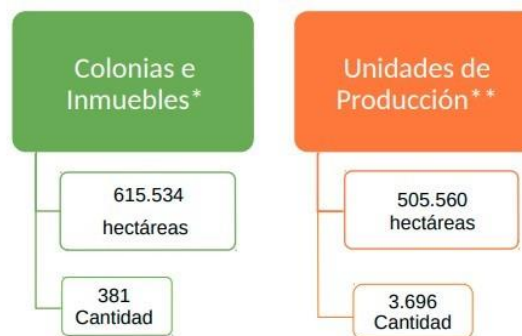 Colonias e
Inmuebles*
615.534
hectáreas
381
Cantidad
Unidades de
Producción**
505.560
hectáreas
3.696
Cantidad